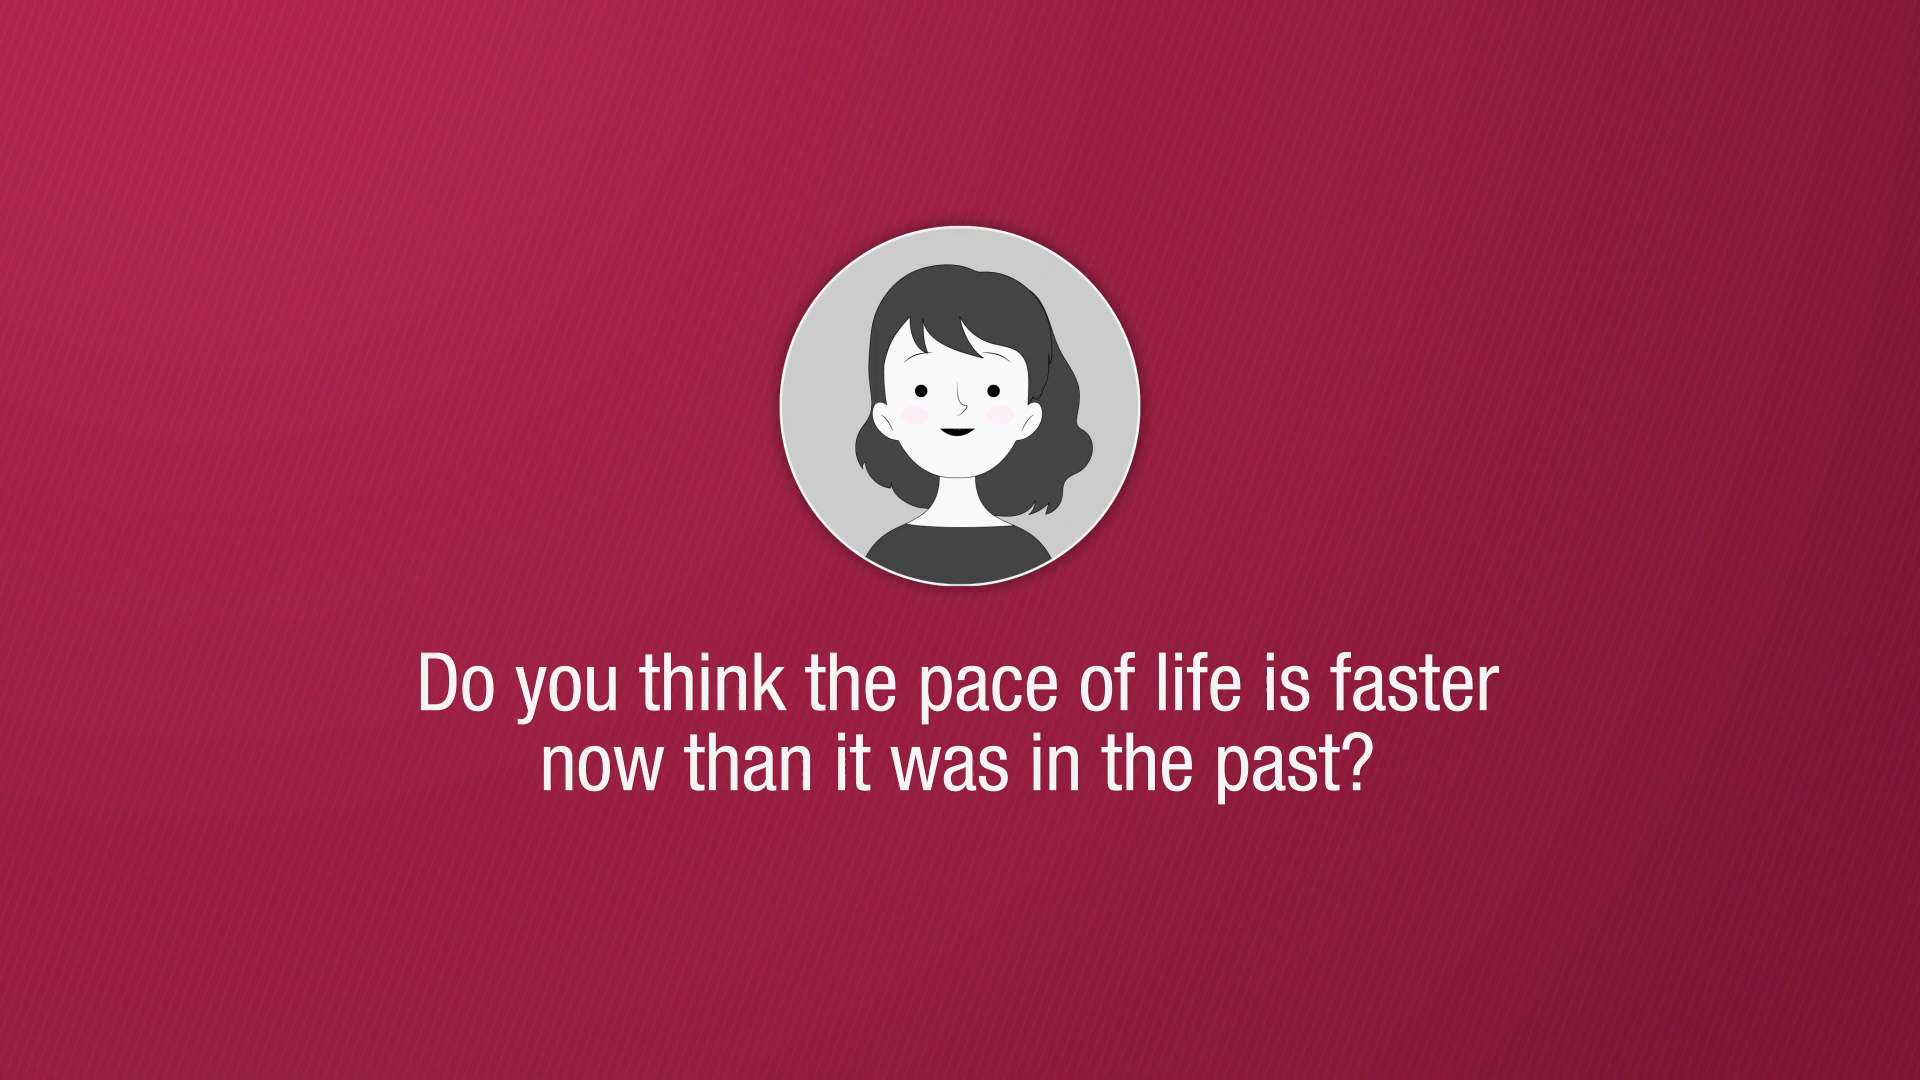 Do you think the pace of life is faster
now than it was in the past?